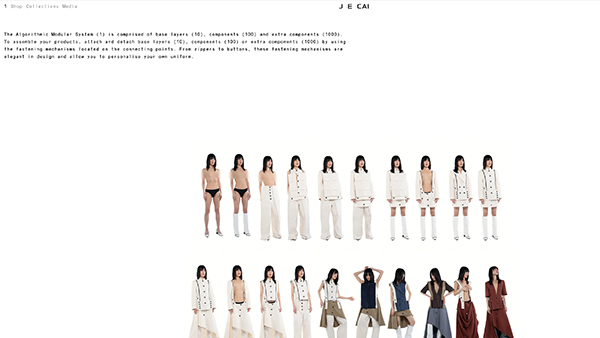 1 Shop Collections Media
J E CAI
The Algorithmic Modular System (1) is comprised of base layers (10), components (100) and extra components (1000).
To assemble your products, attach and detach base layers (10), components (100) or extra components (1000) by using
the fastening mechanisms located on the connecting points. From zippers to buttons, these fastening mechanisms are
elegant in design and allow you to personalise your own uniform.